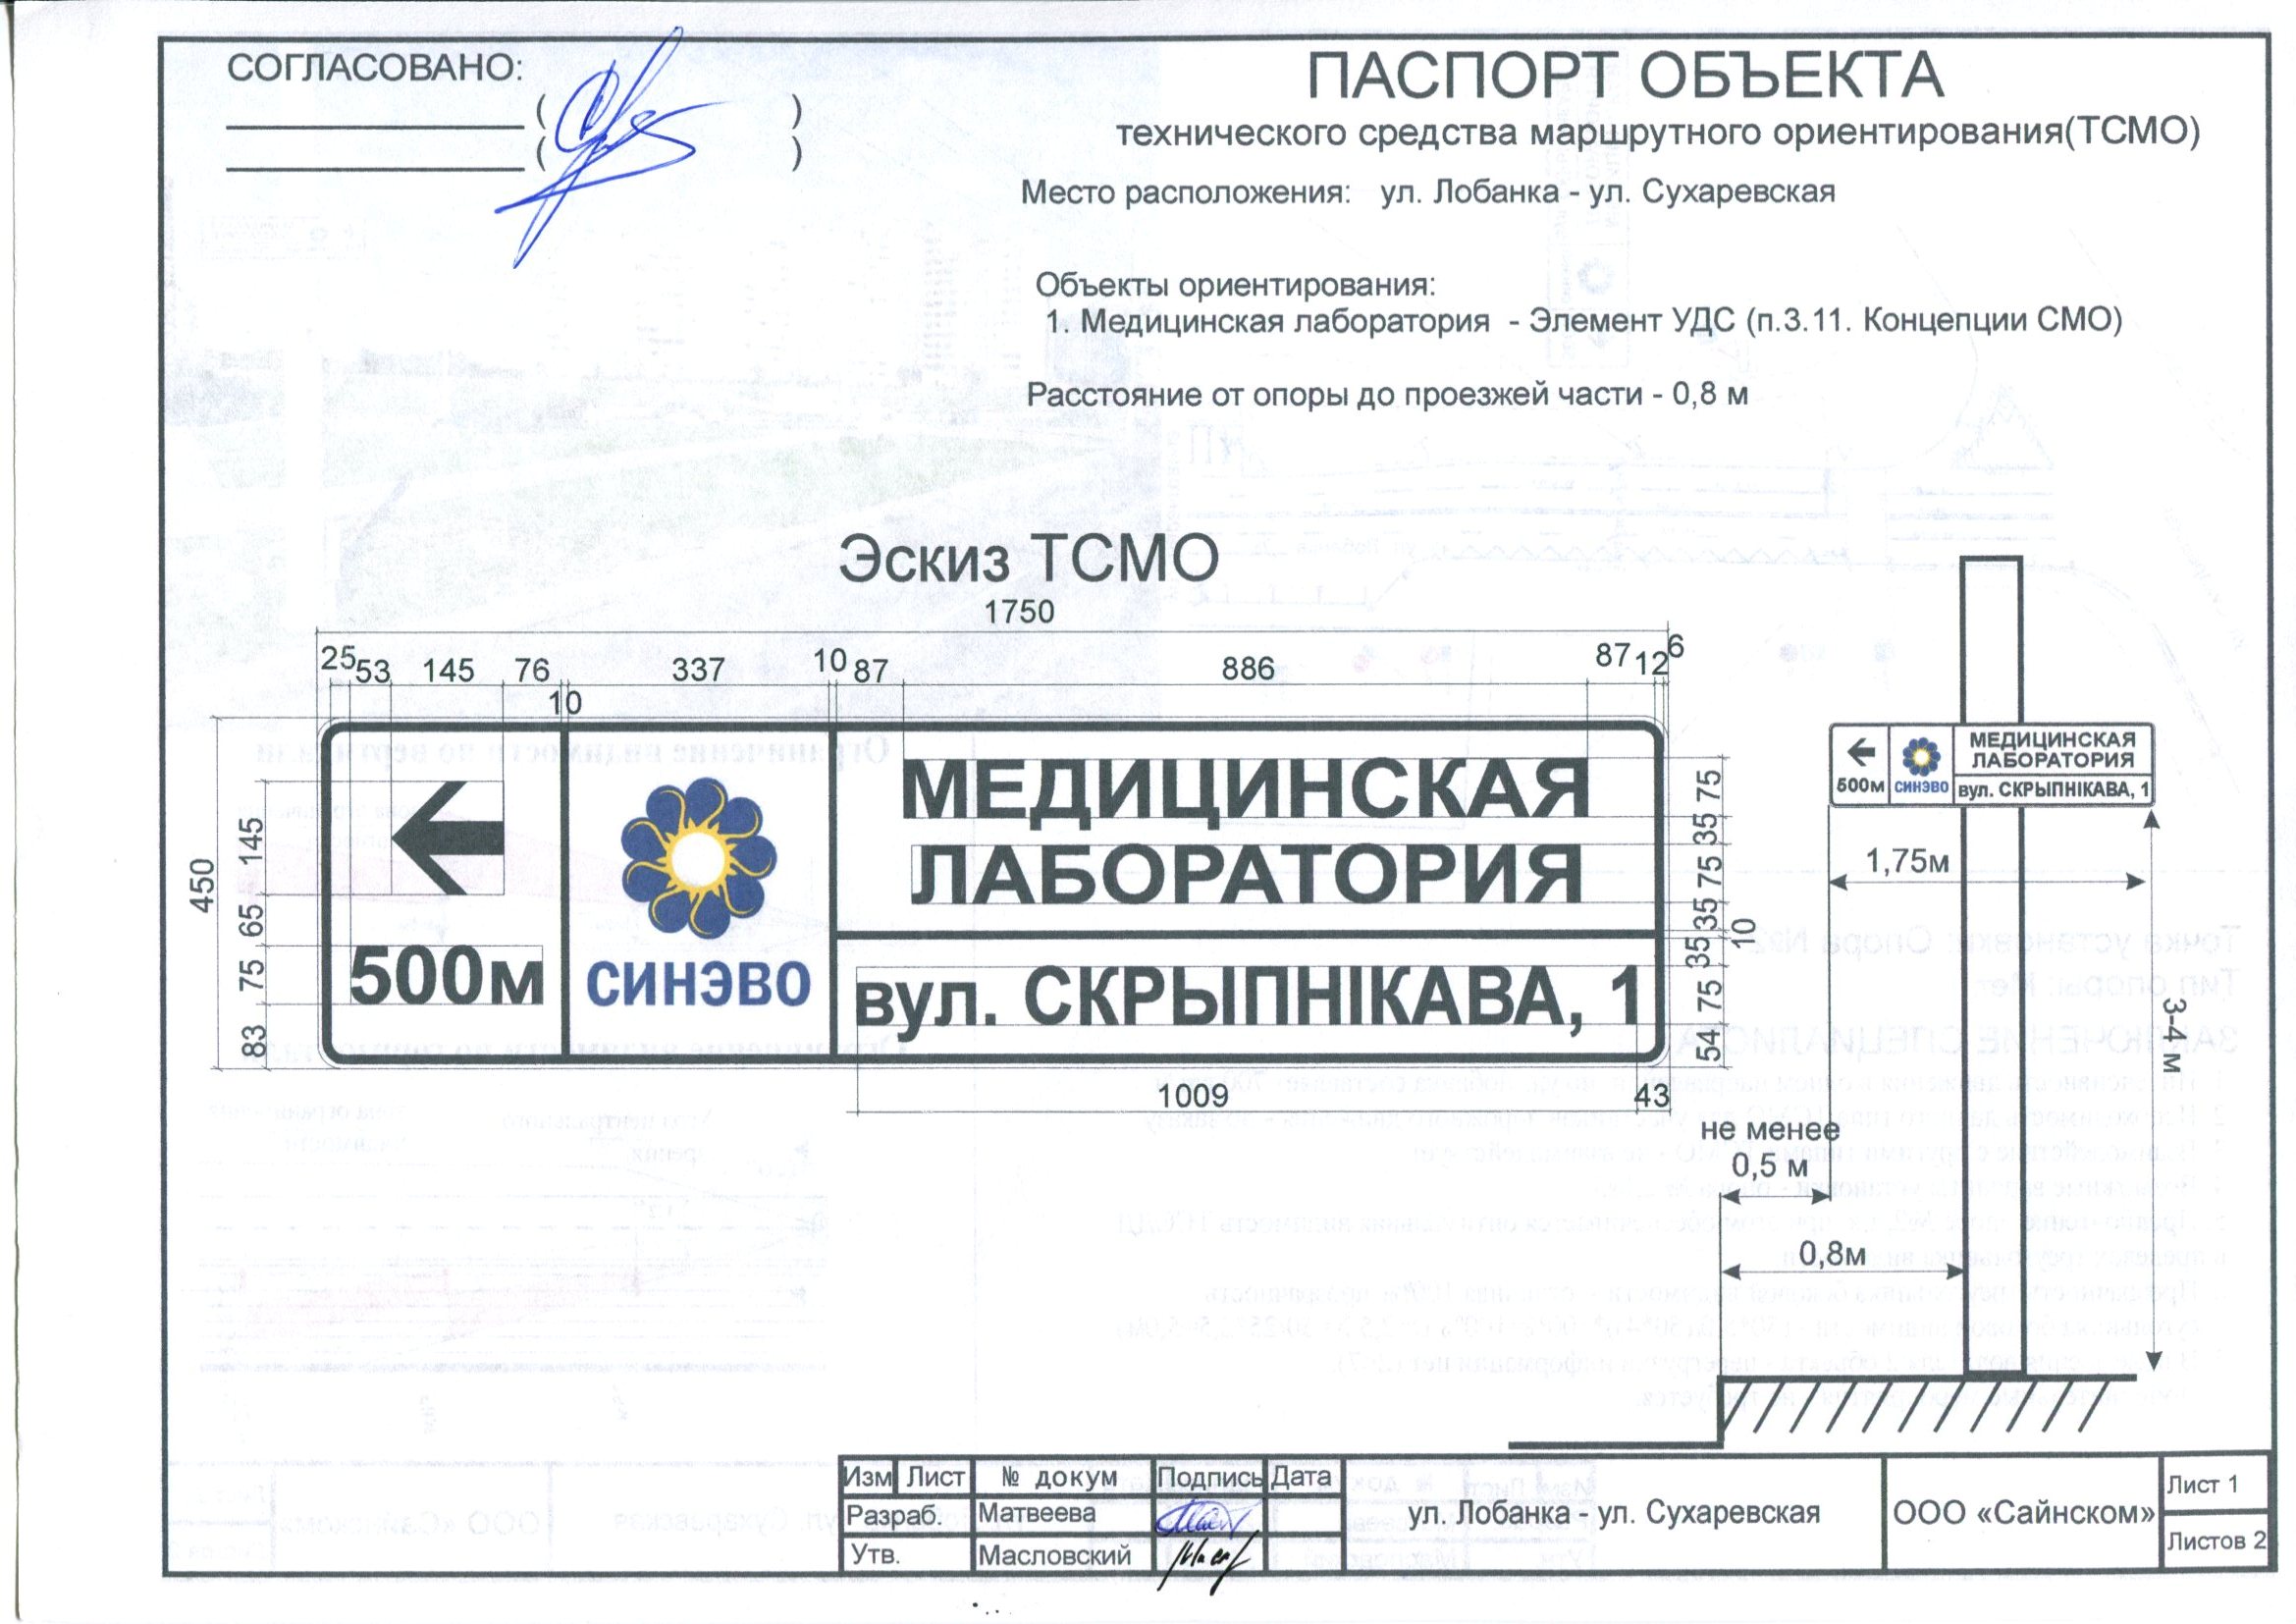 СОГЛАСОВАНО:
( )
( )
ПАСПОРТ ОБЪЕКТА
технического средства маршрутного ориентирования(ТСМО)
Место расположения: ул. Лобанка - ул. Сухаревская
Объекты ориентирования:
1. Медицинская лаборатория - Элемент УДС (п.3.11. Концепции СМО)
Расстояние от опоры до проезжей части - 0,8 м
Эскиз ТСМО
1750
25 53 145 76 10 337 10 87 886 87 12 6
450
145
65
75
83
500м
СИНЭВО
МЕДИЦИНСКАЯ
ЛАБОРАТОРИЯ
вул. СКРЫПНІКАВА, 1
75
35
75
35
10
35
75
54
1009 43
МЕДИЦИНСКАЯ
ЛАБОРАТОРИЯ
500м СИНЭВО вул. СКРЫПНІКАВА, 1
1,75м
3-4 м
не менее
0,5 м
0,8м
Изм Лист № докум Подпись Дата
Разраб. Матвеева
Утв. Масловский
ул. Лобанка - ул. Сухаревская
ООО «Сайнском»
Лист 1
Листов 2